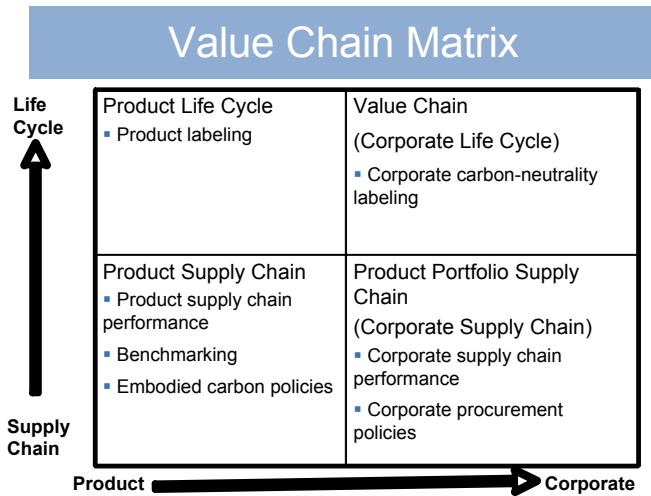 Value Chain Matrix
Life
Cycle
Product Life Cycle
▪ Product labeling
Value Chain
(Corporate Life Cycle)
▪ Corporate carbon-neutrality
labeling
Product Supply Chain
▪ Product supply chain
performance
▪ Benchmarking
▪ Embodied carbon policies
Product Portfolio Supply
Chain
(Corporate Supply Chain)
▪ Corporate supply chain
performance
▪ Corporate procurement
policies
Supply
Chain
Product
Corporate